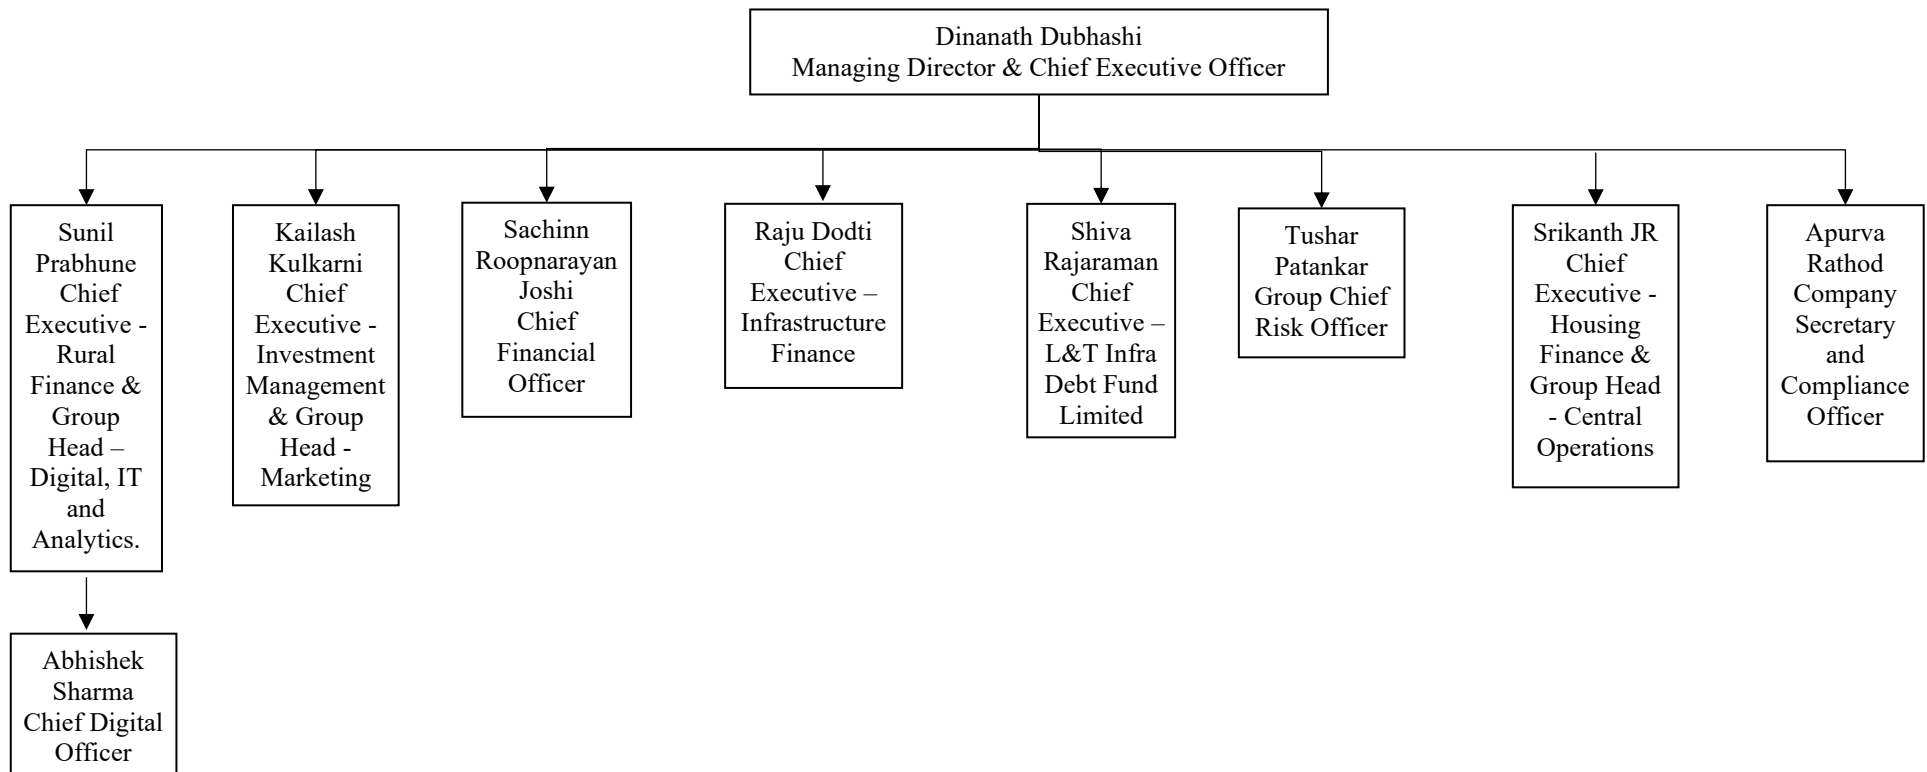 Dinanath Dubhashi
Managing Director & Chief Executive Officer
Sunil
Prabhune
Chief
Executive -
Rural
Finance &
Group
Head –
Digital, IT
and
Analytics.
Kailash
Kulkarni
Chief
Executive -
Investment
Management
& Group
Head -
Marketing
Sachinn
Roopnarayan
Joshi
Chief
Financial
Officer
Raju Dodti
Chief
Executive –
Infrastructure
Finance
Shiva
Rajaraman
Chief
Executive –
L&T Infra
Debt Fund
Limited
Tushar
Patankar
Group Chief
Risk Officer
Srikanth JR
Chief
Executive -
Housing
Finance &
Group Head
- Central
Operations
Apurva
Rathod
Company
Secretary
and
Compliance
Officer
Abhishek
Sharma
Chief Digital
Officer